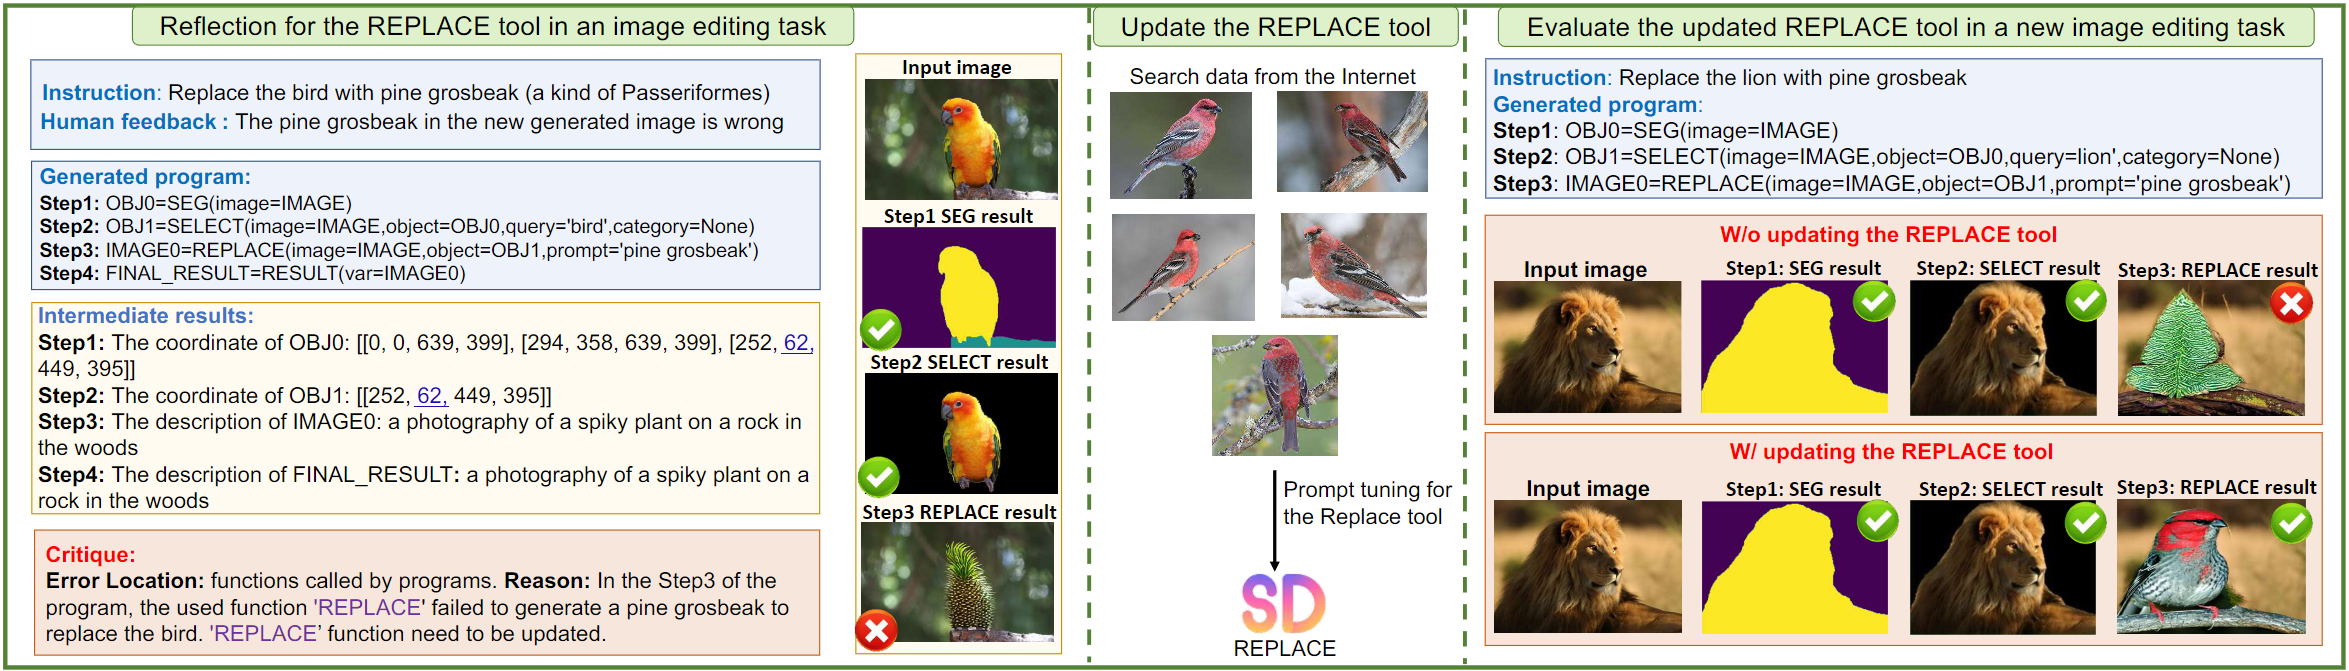 Reflection for the REPLACE tool in an image editing task
Instruction: Replace the bird with pine grosbeak (a kind of Passeriformes)
Human feedback : The pine grosbeak in the new generated image is wrong
Generated program:
Step1: OBJ0=SEG(image=IMAGE)
Step2: OBJ1=SELECT(image=IMAGE,object=OBJ0,query='bird',category=None)
Step3: IMAGE0=REPLACE(image=IMAGE,object=OBJ1,prompt='pine grosbeak')
Step4: FINAL_RESULT=RESULT(var=IMAGE0)
Intermediate results:
Step1: The coordinate of OBJ0: [[0, 0, 639, 399], [294, 358, 639, 399], [252, 62,
449, 395]]
Step2: The coordinate of OBJ1: [[252, 62, 449, 395]]
Step3: The description of IMAGE0: a photography of a spiky plant on a rock in
the woods
Step4: The description of FINAL_RESULT: a photography of a spiky plant on a
rock in the woods
Critique:
Error Location: functions called by programs. Reason: In the Step3 of the
program, the used function 'REPLACE' failed to generate a pine grosbeak to
replace the bird. 'REPLACE' function need to be updated.
Input image
Step1 SEG result
Step2 SELECT result
Step3 REPLACE result
Update the REPLACE tool
Search data from the Internet
Prompt tuning for
the Replace tool
SD
REPLACE
Evaluate the updated REPLACE tool in a new image editing task
Instruction: Replace the lion with pine grosbeak
Generated program:
Step1: OBJ0=SEG(image=IMAGE)
Step2: OBJ1=SELECT(image=IMAGE,object=OBJ0,query=lion',category=None)
Step3: IMAGE0=REPLACE(image=IMAGE,object=OBJ1,prompt='pine grosbeak')
W/o updating the REPLACE tool
Input image
Step1: SEG result
Step2: SELECT result
Step3: REPLACE result
W/ updating the REPLACE tool
Input image
Step1: SEG result
Step2: SELECT result
Step3: REPLACE result